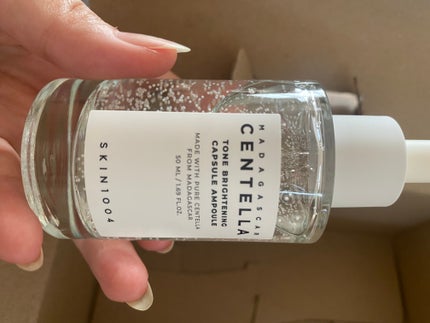 MADAGASCAR
CENTELLA
TONE BRIGHTENING
CAPSULE AMPOULE
MADE WITH PURE CENTELLA
FROM MADAGASCAR
50 ML / 1.69 FL.OZ.
SKIN1004